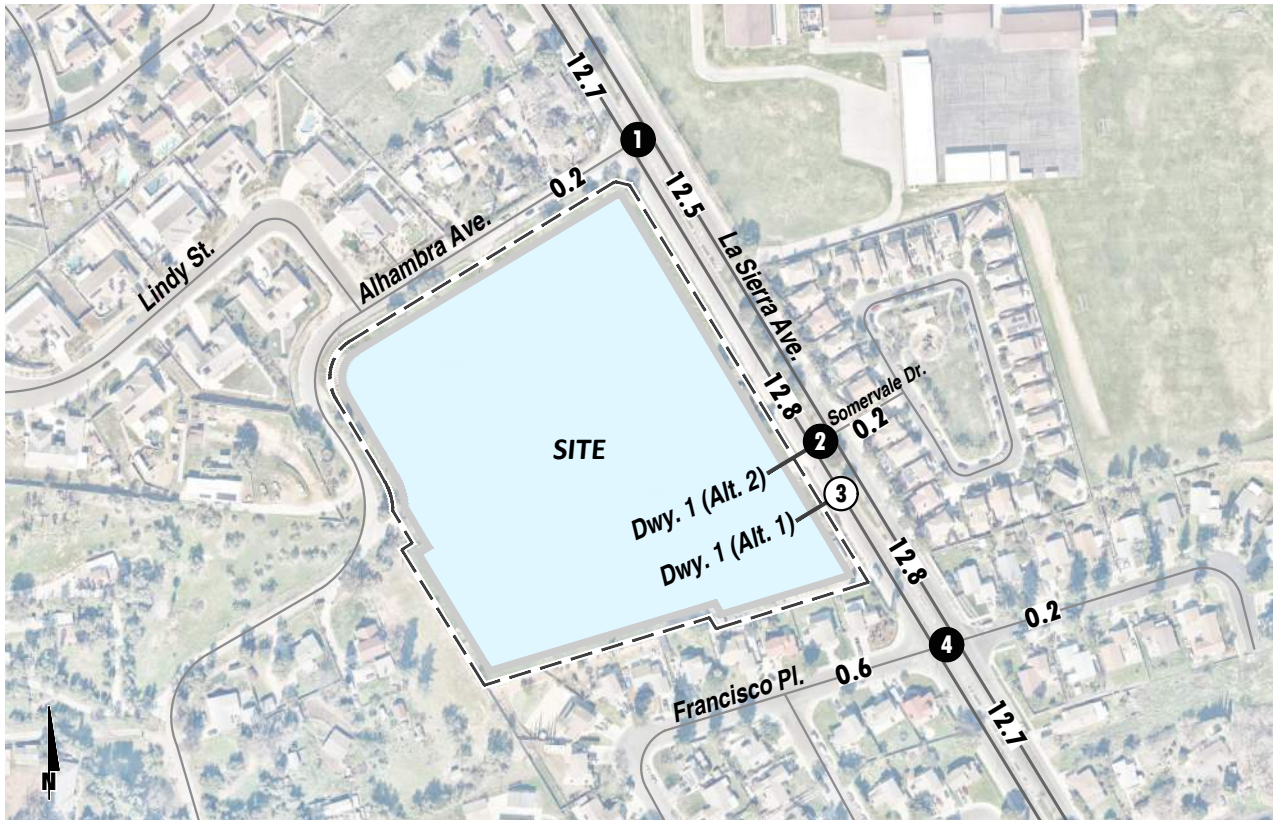 12.7
1
0.2
12.5
Alhambra Ave.
Lindy St.
La Sierra Ave.
12.8
Somervale Dr.
2
0.2
SITE
Dwy. 1 (Alt. 2)
3
Dwy. 1 (Alt. 1)
12.8
0.2
4
0.6
Francisco Pl.
12.7
N